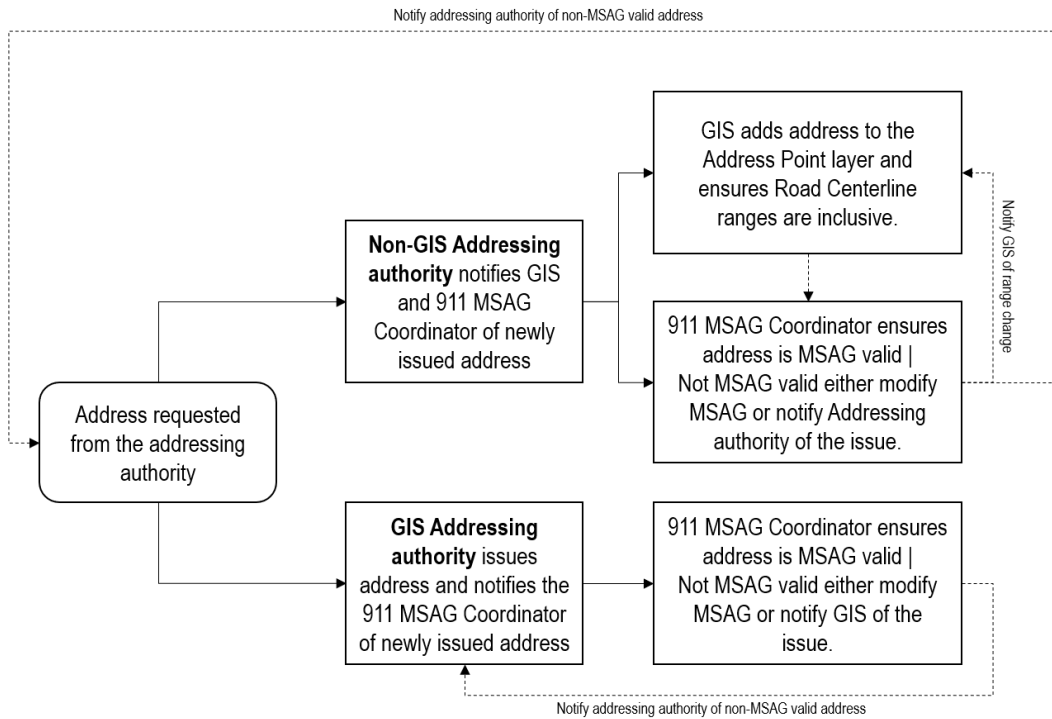 Notify addressing authority of non-MSAG valid address
GIS adds address to the
Address Point layer and
ensures Road Centerline
ranges are inclusive.
Notify GIS of range change
Non-GIS Addressing
authority notifies GIS
and 911 MSAG
Coordinator of newly
issued address
911 MSAG Coordinator ensures
address is MSAG valid |
Not MSAG valid either modify
MSAG or notify Addressing
authority of the issue.
Address requested
from the addressing
authority
GIS Addressing
authority issues
address and notifies the
911 MSAG Coordinator
of newly issued address
911 MSAG Coordinator ensures
address is MSAG valid |
Not MSAG valid either modify
MSAG or notify GIS of the
issue.
Notify addressing authority of non-MSAG valid address